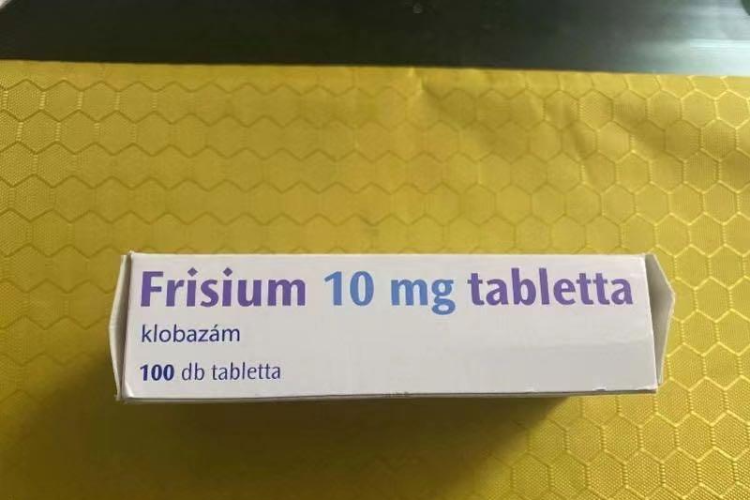 Frisium 10 mg tabletta
klobazám
100 db tabletta